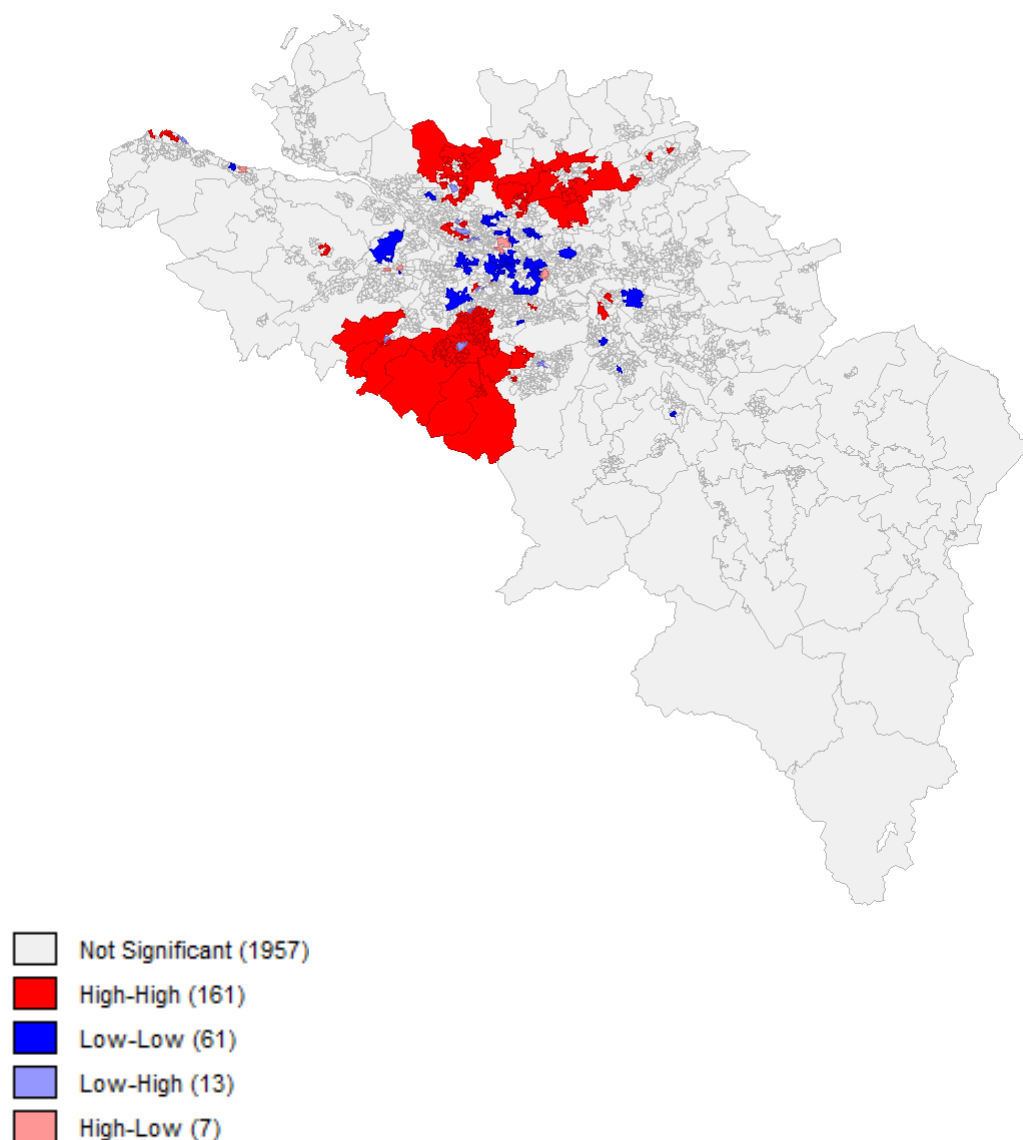 Not Significant (1957)
High-High (161)
Low-Low (61)
Low-High (13)
High-Low (7)